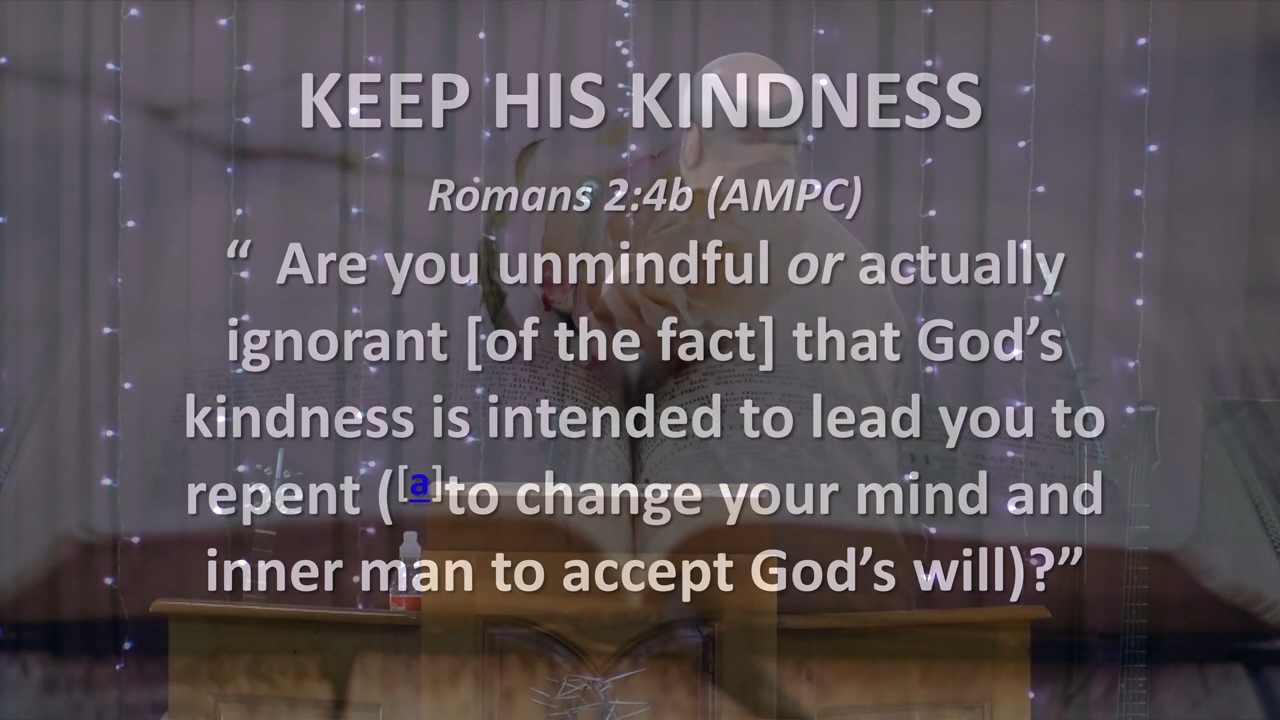 KEEP HIS KINDNESS
Romans 2:4b (AMPC)
“ Are you unmindful or actually
ignorant [of the fact] that God’s
kindness is intended to lead you to
repent ([a]to change your mind and
inner man to accept God’s will)?”